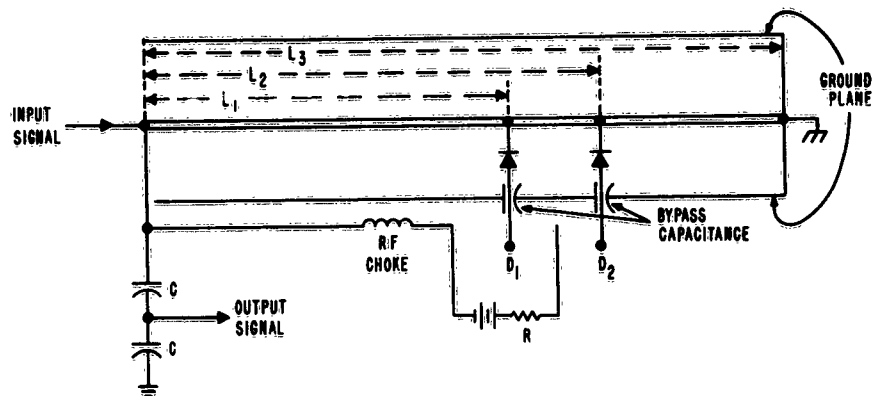 L3
L2
L1
GROUND
PLANE
INPUT
SIGNAL
BYPASS
CAPACITANCE
RF
CHOKE
D1
D2
C
OUTPUT
SIGNAL
R
C